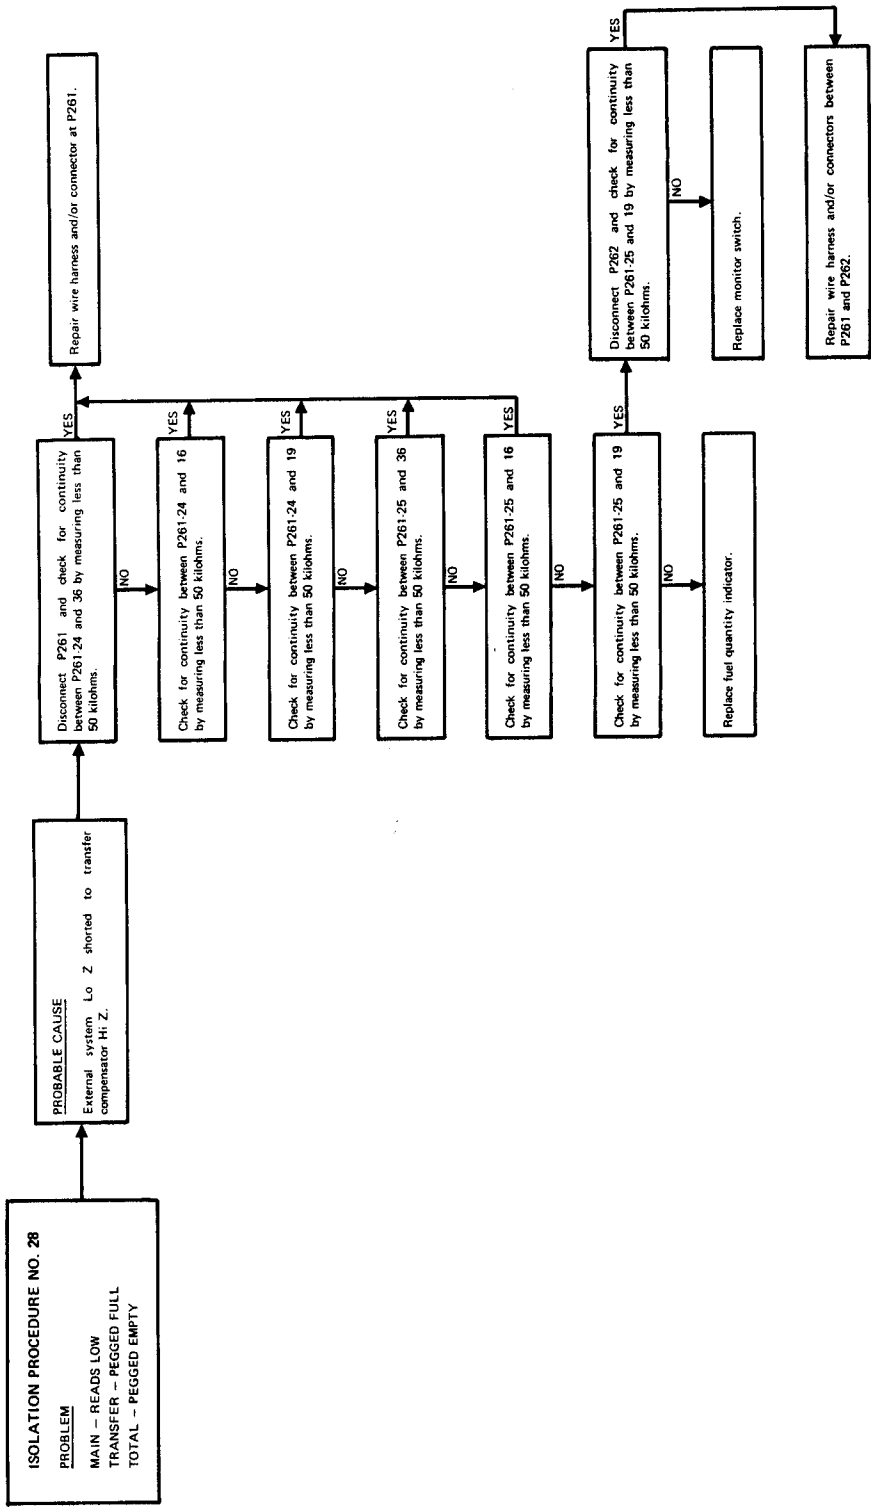 ISOLATION PROCEDURE NO. 28
PROBLEM
MAIN – READS LOW
TRANSFER – PEGGED FULL
TOTAL – PEGGED EMPTY
PROBABLE CAUSE
External system Lo Z shorted to transfer
compensator Hi Z.
Disconnect P261 and check for continuity
between P261-24 and 36 by measuring less than
50 kilohms.
YES
Repair wire harness and/or connector at P261.
NO
Check for continuity between P261-24 and 16
by measuring less than 50 kilohms.
YES
NO
Check for continuity between P261-24 and 19
by measuring less than 50 kilohms.
YES
NO
Check for continuity between P261-25 and 36
by measuring less than 50 kilohms.
YES
NO
Check for continuity between P261-25 and 16
by measuring less than 50 kilohms.
YES
NO
Check for continuity between P261-25 and 19
by measuring less than 50 kilohms.
YES
NO
Replace fuel quantity indicator.
Disconnect P262 and check for continuity
between P261-25 and 19 by measuring less than
50 kilohms.
YES
NO
Replace monitor switch.
Repair wire harness and/or connectors between
P261 and P262.